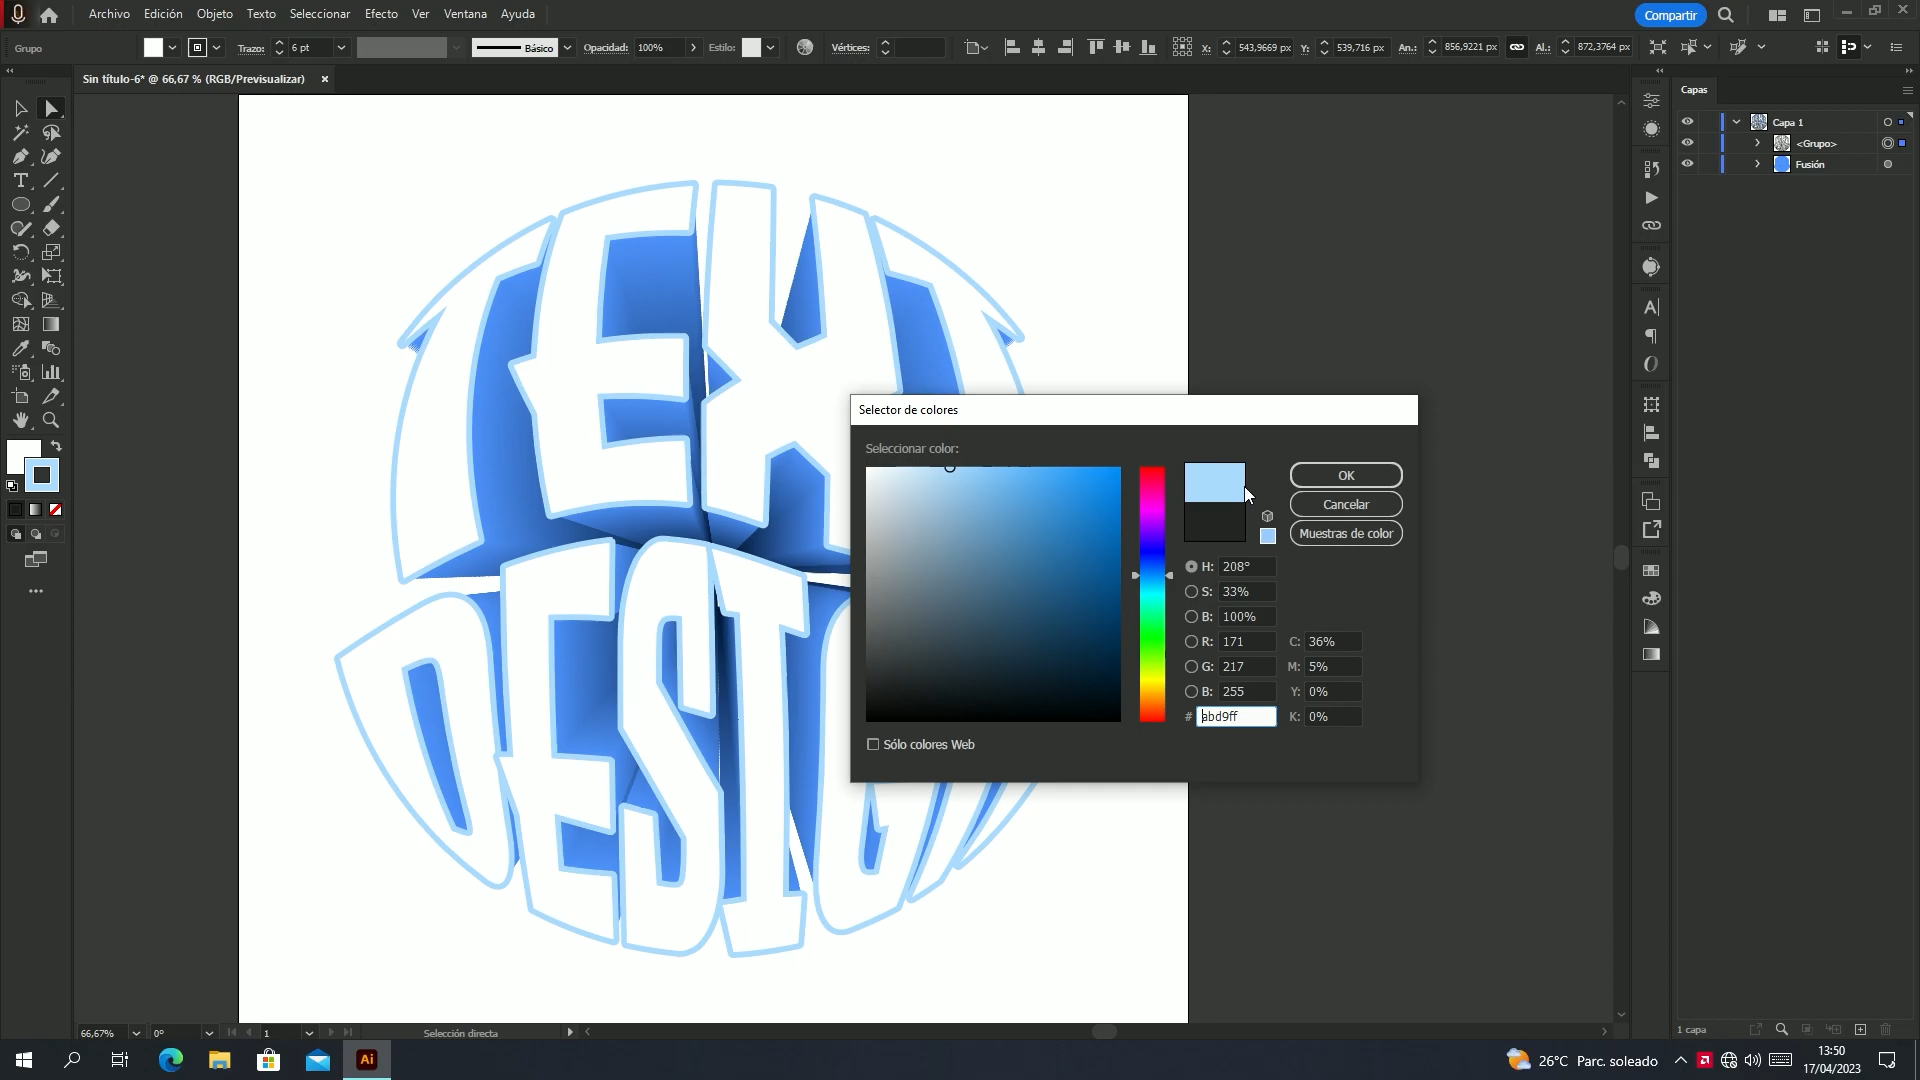 Archivo Edición Objeto Texto Seleccionar Efecto Ver Ventana Ayuda
Compartir
Grupo
Trazo: 6 pt
Básico
Opacidad: 100%
Estilo:
Vértices:
X: 543,9669 px
Y: 539,716 px
An.: 856,9221 px
Al.: 872,3764 px
Sin título-6* @ 66,67 % (RGB/Previsualizar)
Capas
Capa 1
<Grupo>
Fusión
TEXT
DESIG
Selector de colores
Seleccionar color:
OK
Cancelar
Muestras de color
H: 208°
S: 33%
B: 100%
R: 171
C: 36%
G: 217
M: 5%
B: 255
Y: 0%
# abd9ff
K: 0%
Sólo colores Web
66,67%
0°
1
Selección directa
1 capa
Ai
26°C Parc. soleado
13:50
17/04/2023